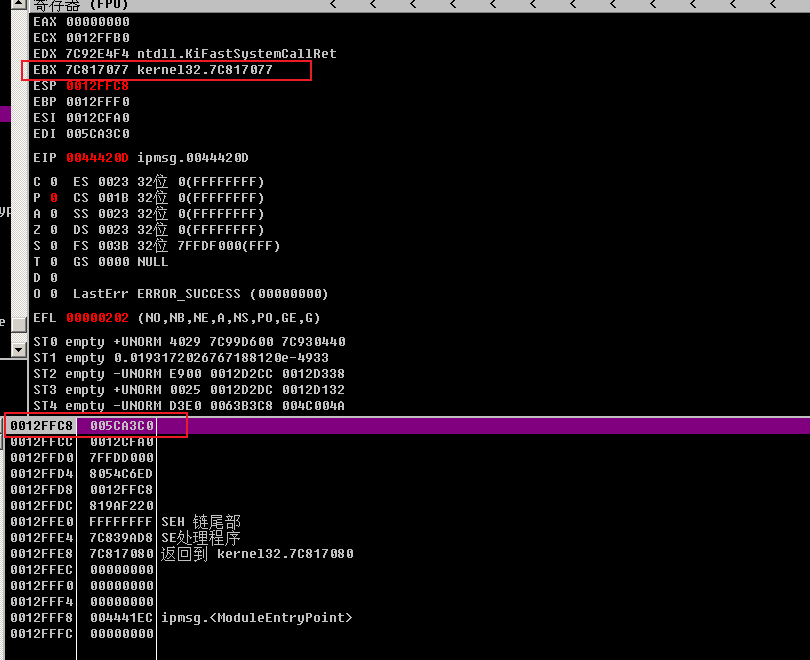 寄存器 (FPU) < < < < < < < < < < < <
EAX 00000000
ECX 0012FFB0
EDX 7C92E4F4 ntdll.KiFastSystemCallRet
EBX 7C817077 kernel32.7C817077
ESP 0012FFC8
EBP 0012FFF0
ESI 0012CFA0
EDI 005CA3C0
EIP 0044420D ipmsg.0044420D
C 0 ES 0023 32位 0(FFFFFFFF)
P 0 CS 001B 32位 0(FFFFFFFF)
A 0 SS 0023 32位 0(FFFFFFFF)
Z 0 DS 0023 32位 0(FFFFFFFF)
S 0 FS 003B 32位 7FFDF000(FFF)
T 0 GS 0000 NULL
D 0
O 0 LastErr ERROR_SUCCESS (00000000)
EFL 00000202 (NO,NB,NE,A,NS,PO,GE,G)
ST0 empty +UNORM 4029 7C99D600 7C930440
ST1 empty 0.0193172026767188120e-4933
ST2 empty -UNORM E900 0012D2CC 0012D338
ST3 empty +UNORM 0025 0012D2DC 0012D132
ST4 empty -UNORM D3E0 0063B3C8 004C004A
0012FFC8 005CA3C0
0012FFCC 0012CFA0
0012FFD0 7FFDD000
0012FFD4 8054C6ED
0012FFD8 0012FFC8
0012FFDC 819AF220
0012FFE0 FFFFFFFF SEH 链尾部
0012FFE4 7C839AD8 SE处理程序
0012FFE8 7C817080 返回到 kernel32.7C817080
0012FFEC 00000000
0012FFF0 00000000
0012FFF4 00000000
0012FFF8 004441EC ipmsg.<ModuleEntryPoint>
0012FFFC 00000000